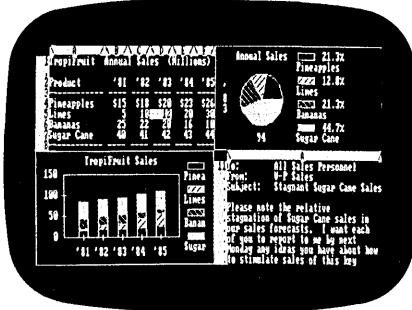 TropiFruit Annual Sales (Millions)
Product '81 '82 '83 '84 '85
Pineapples $15 $18 $20 $23 $26
Limes 5 10 20 30
Bananas 25 22 20 16 10
Sugar Cane 40 41 42 43 44
Annual Sales
21.3%
Pineapples
12.8%
Limes
21.3%
Bananas
44.7%
Sugar Cane
94
TropiFruit Sales
150
100
50
0
'81 '82 '83 '84 '85
Pinea
Limes
Banan
Sugar
To: All Sales Personnel
From: V-P Sales
Subject: Stagnant Sugar Cane Sales
Please note the relative
stagnation of Sugar Cane sales in
our sales forecasts. I want each
of you to report to me by next
Monday any ideas you have about how
to stimlate sales of this key